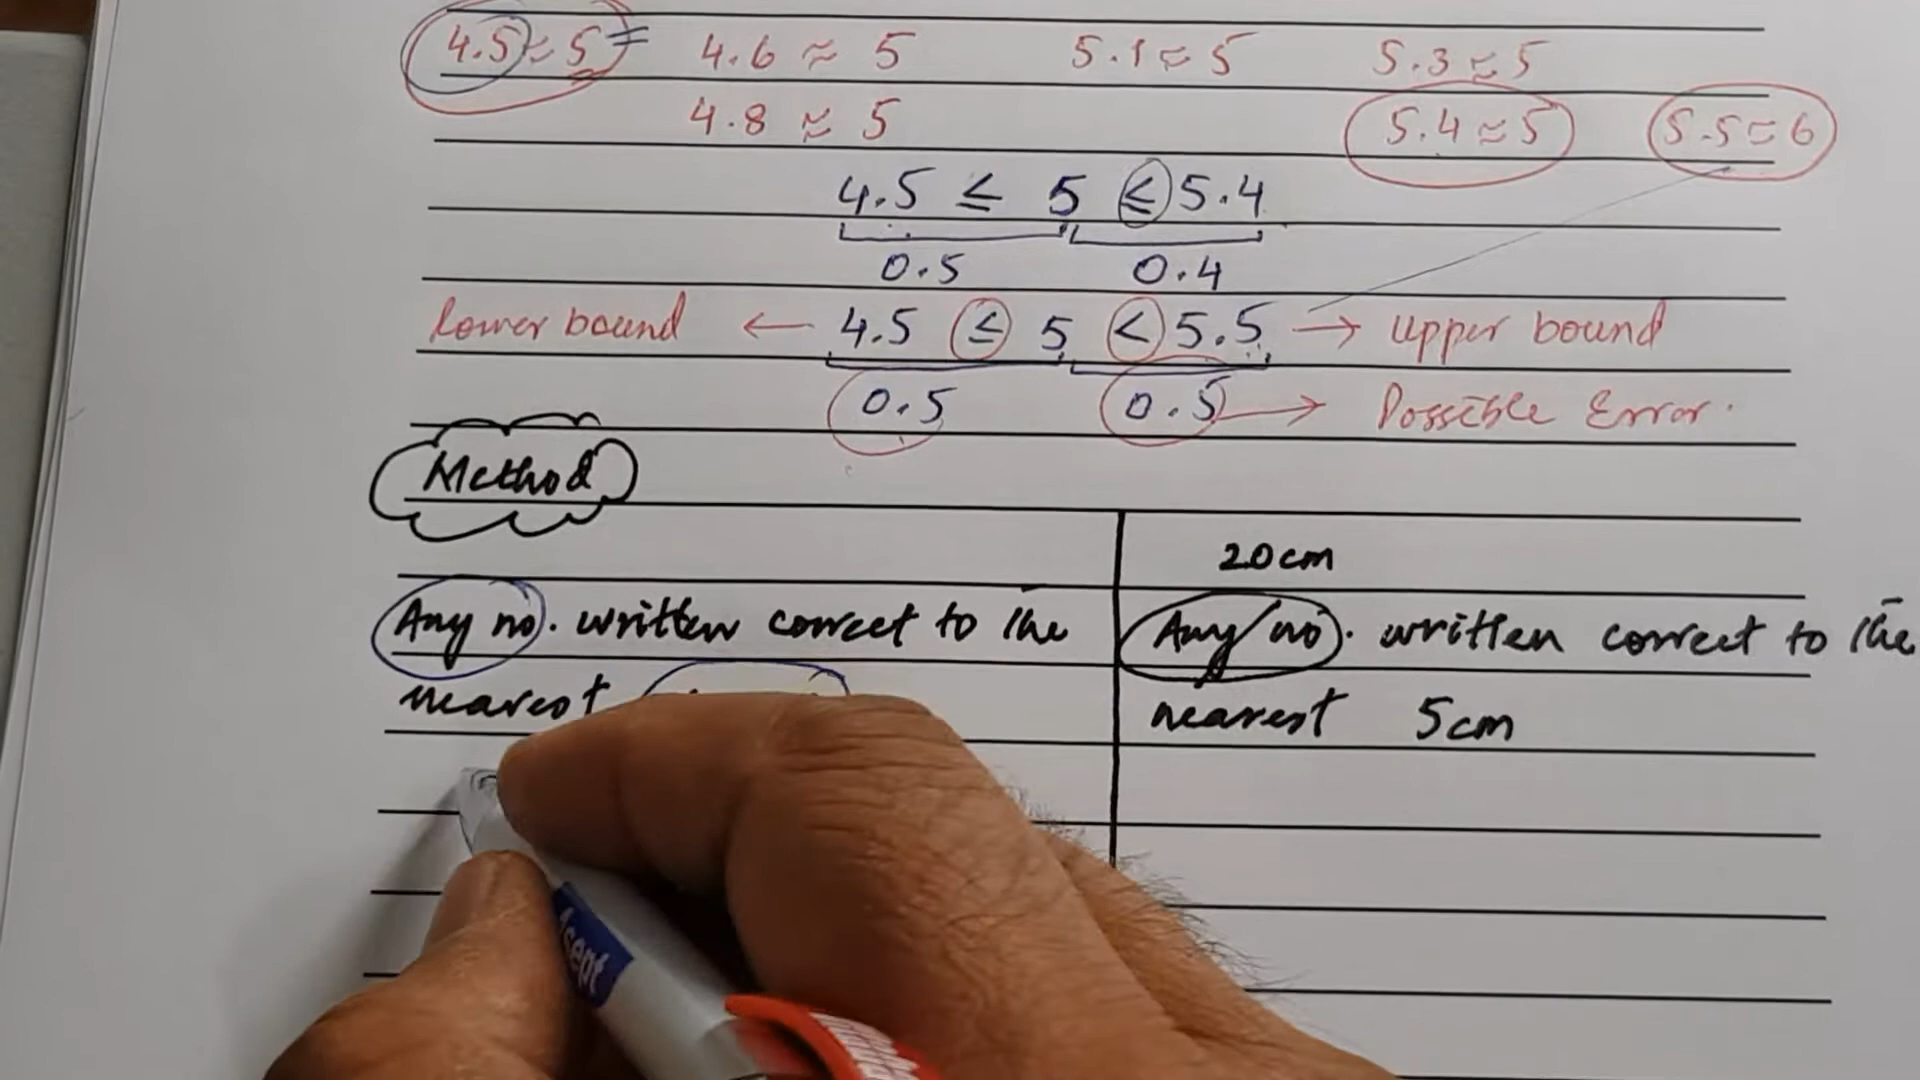 4.5 ≈ 5 4.6 ≈ 5 5.1 ≈ 5 5.3 ≈ 5
4.8 ≈ 5 5.4 ≈ 5 5.5 ≈ 6
4.5 ≤ 5 ≤ 5.4
0.5 0.4
lower bound ← 4.5 ≤ 5 < 5.5 → upper bound
0.5 0.5 → Possible Error.
Method
20cm
Any no. written correct to the
nearest
Any no. written correct to the
nearest 5cm